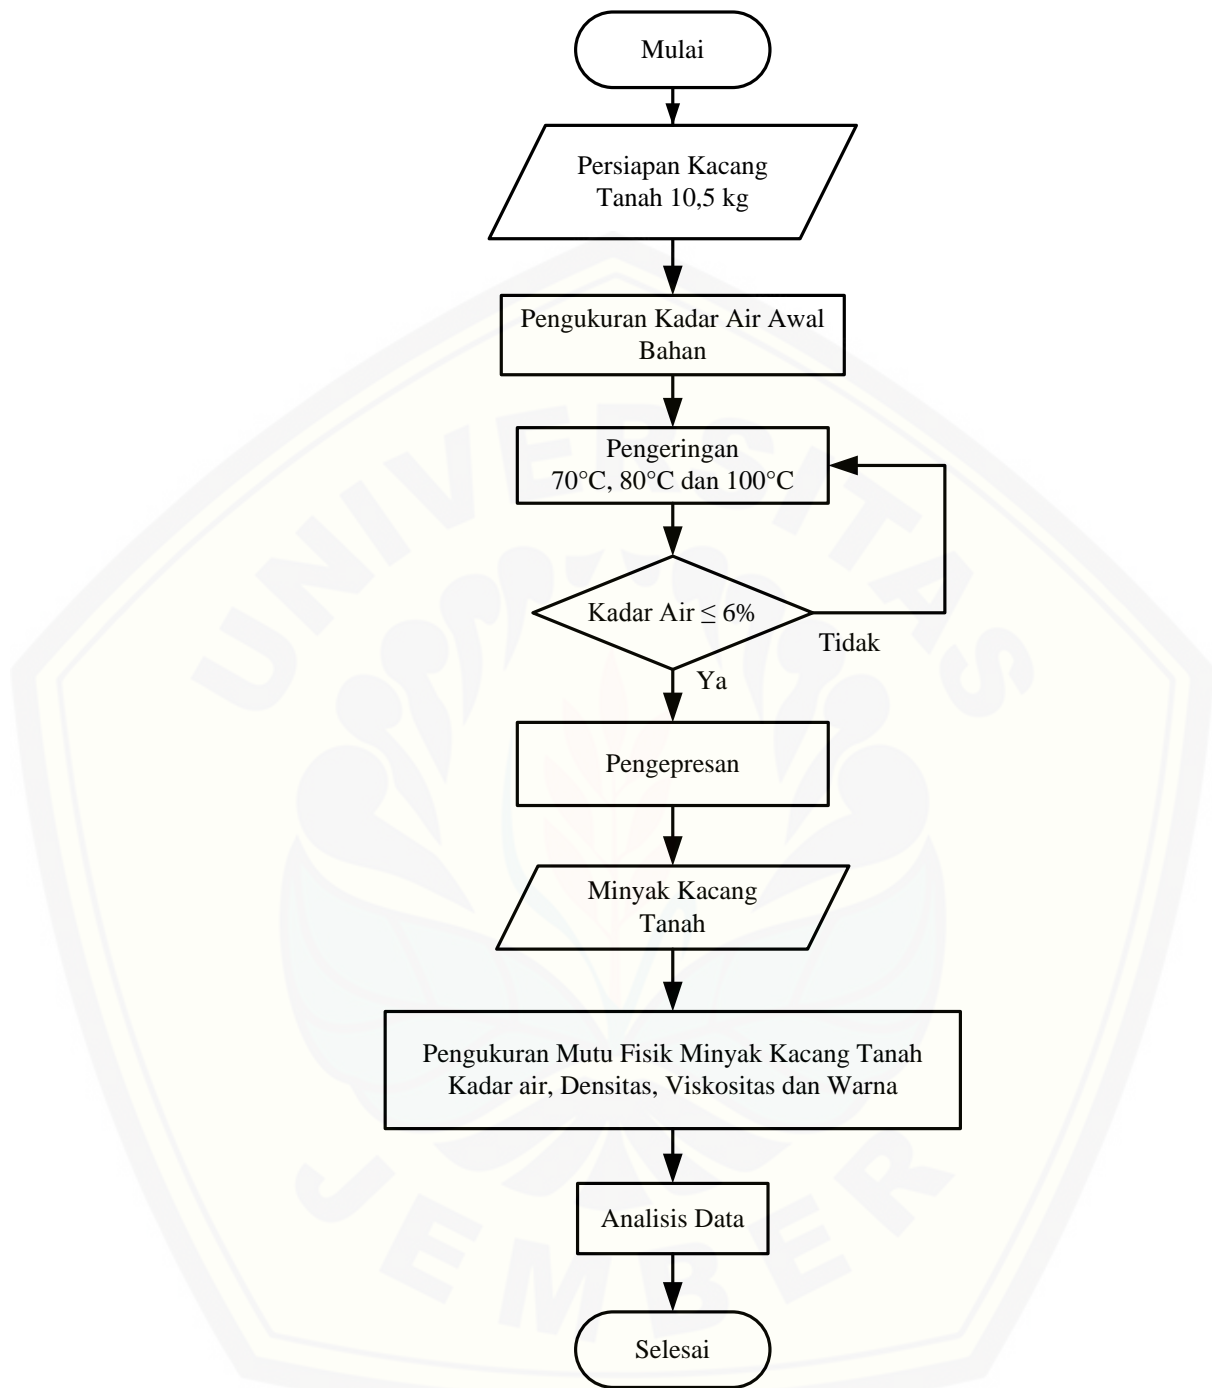 Mulai
Persiapan Kacang
Tanah 10,5 kg
Pengukuran Kadar Air Awal
Bahan
Pengeringan
70°C, 80°C dan 100°C
Kadar Air ≤ 6%
Tidak
Ya
Pengepresan
Minyak Kacang
Tanah
Pengukuran Mutu Fisik Minyak Kacang Tanah
Kadar air, Densitas, Viskositas dan Warna
Analisis Data
Selesai
UNIVERSITAS
JEMBER